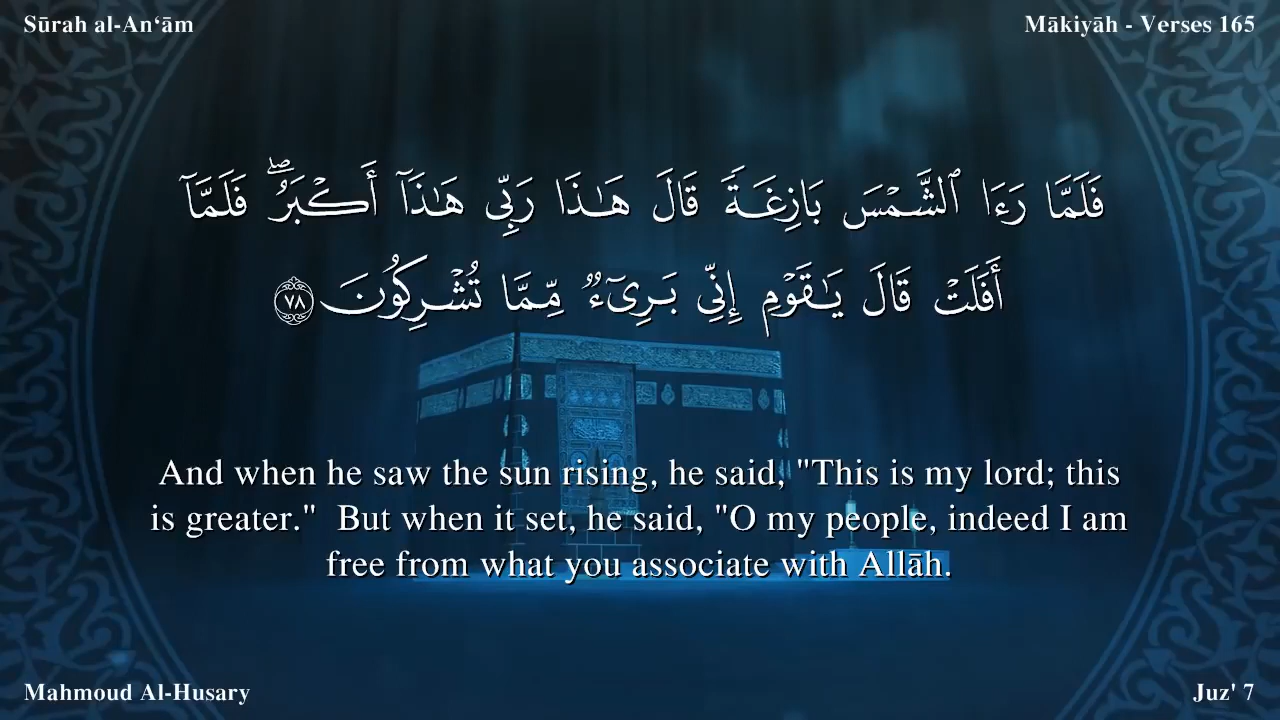 Sūrah al-An‘ām
Mākiyāh - Verses 165
فَلَمَّا رَءَا ٱلشَّمْسَ بَازِغَةً قَالَ هَـٰذَا رَبِّى هَـٰذَآ أَكْبَرُ ۖ فَلَمَّآ
أَفَلَتْ قَالَ يَـٰقَوْمِ إِنِّى بَرِىٓءٌ مِّمَّا تُشْرِكُونَ ٧٨
And when he saw the sun rising, he said, "This is my lord; this
is greater."  But when it set, he said, "O my people, indeed I am
free from what you associate with Allāh.
Mahmoud Al-Husary
Juz' 7